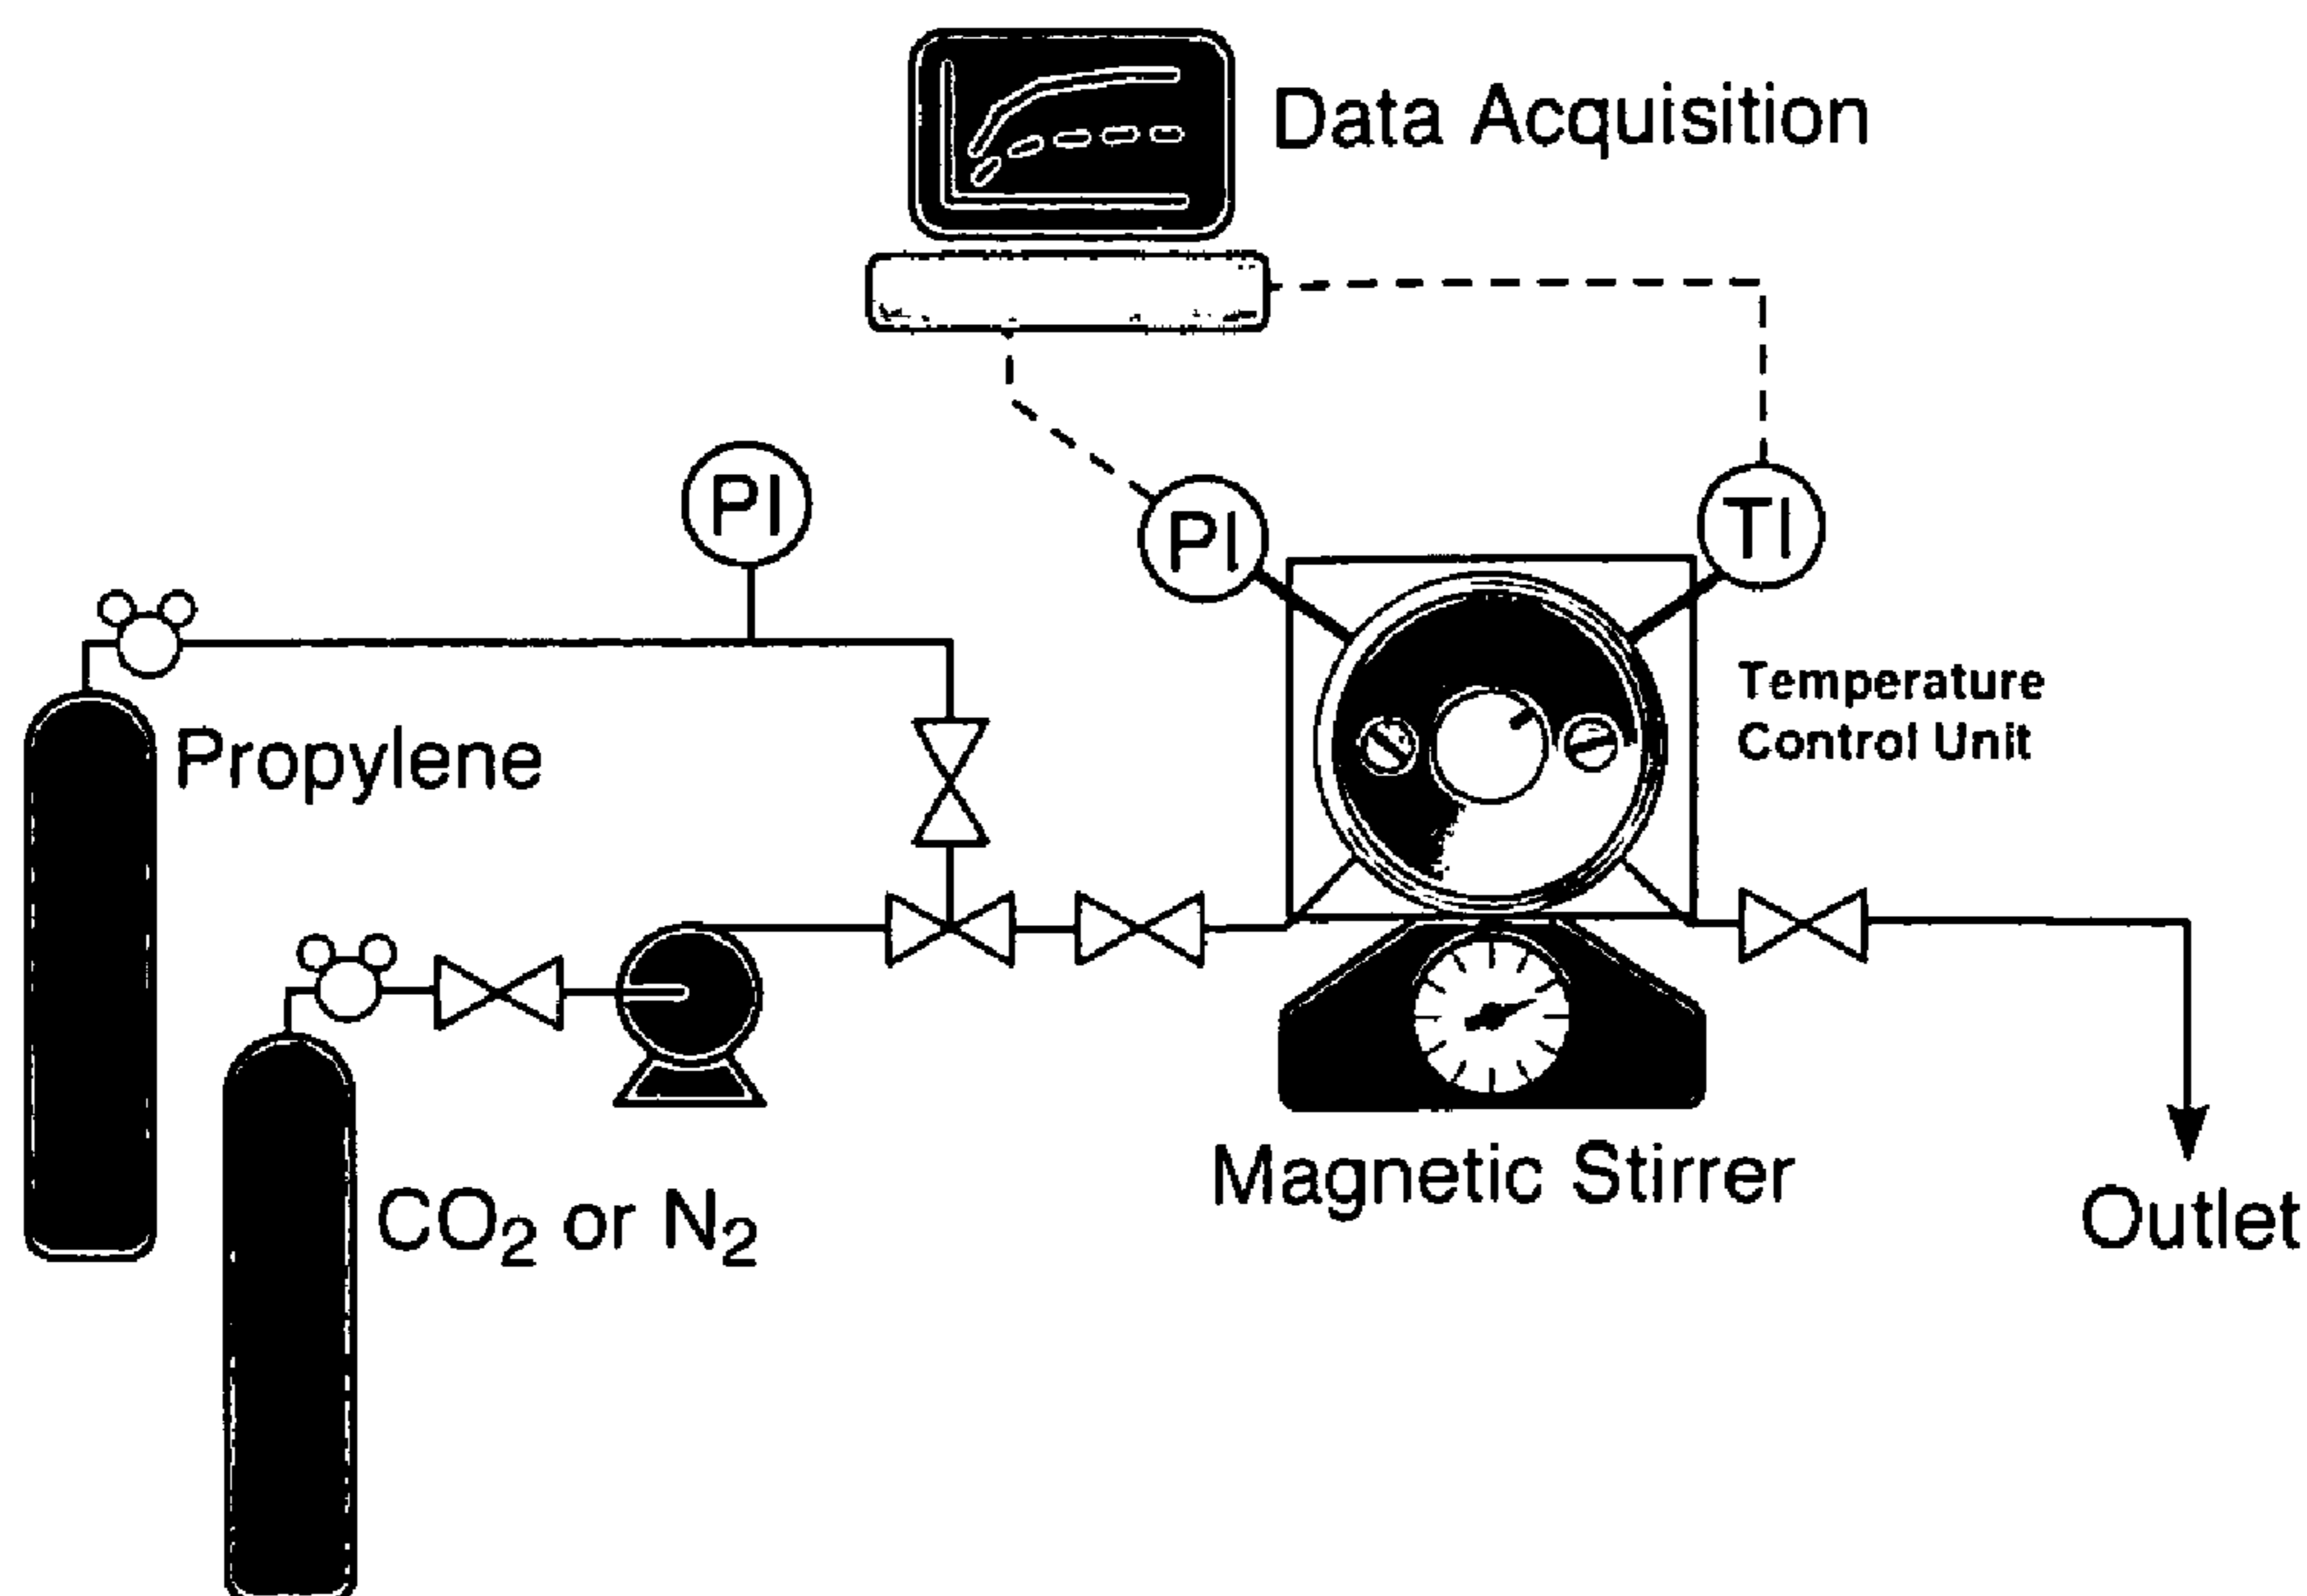 Data Acquisition
PI
PI
TI
Temperature
Control Unit
Propylene
CO₂ or N₂
Magnetic Stirrer
Outlet